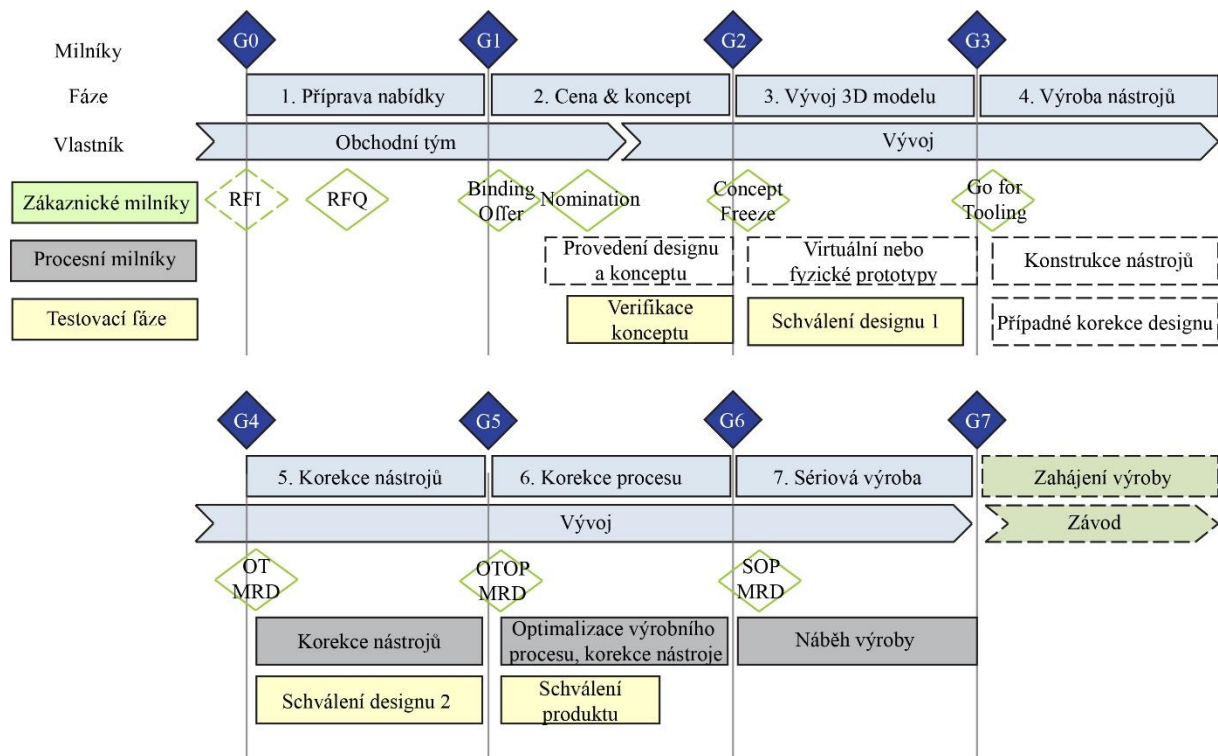 Milníky
G0
G1
G2
G3
Fáze
1. Příprava nabídky
2. Cena & koncept
3. Vývoj 3D modelu
4. Výroba nástrojů
Vlastník
Obchodní tým
Vývoj
Zákaznické milníky
RFI
RFQ
Binding
Offer
Nomination
Concept
Freeze
Go for
Tooling
Procesní milníky
Provedení designu
a konceptu
Virtuální nebo
fyzické prototypy
Konstrukce nástrojů
Testovací fáze
Verifikace
konceptu
Schválení designu 1
Případné korekce designu
G4
G5
G6
G7
5. Korekce nástrojů
6. Korekce procesu
7. Sériová výroba
Zahájení výroby
Vývoj
Závod
OT
MRD
OTOP
MRD
SOP
MRD
Korekce nástrojů
Optimalizace výrobního
procesu, korekce nástroje
Náběh výroby
Schválení designu 2
Schválení
produktu